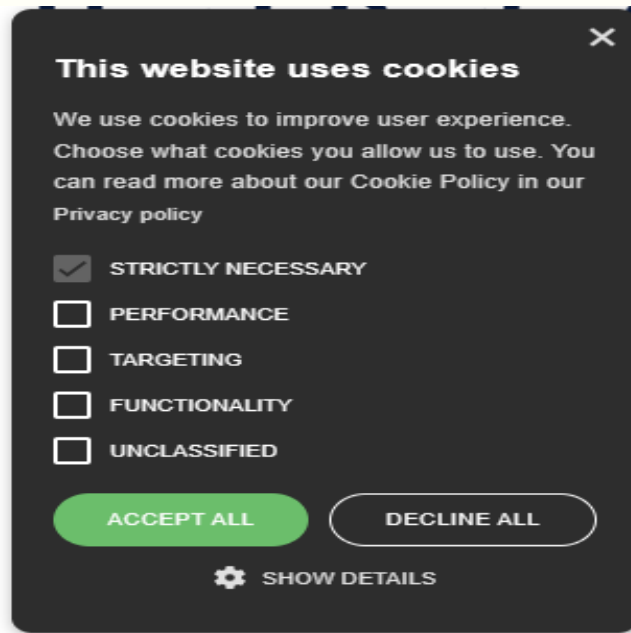 This website uses cookies
We use cookies to improve user experience.
Choose what cookies you allow us to use. You
can read more about our Cookie Policy in our
Privacy policy
STRICTLY NECESSARY
PERFORMANCE
TARGETING
FUNCTIONALITY
UNCLASSIFIED
ACCEPT ALL
DECLINE ALL
SHOW DETAILS